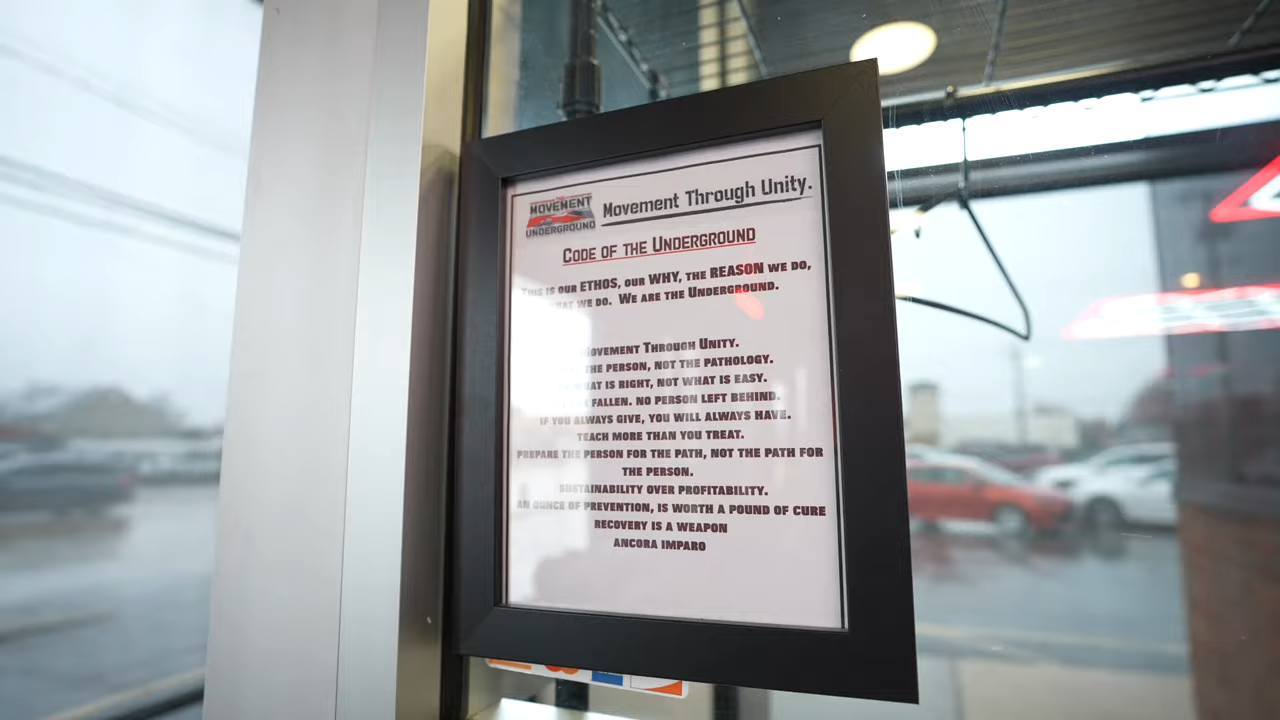 THE
MOVEMENT
UNDERGROUND
Movement Through Unity.
CODE OF THE UNDERGROUND
THIS IS OUR ETHOS, OUR WHY, THE REASON WE DO,
WE DO. WE ARE THE UNDERGROUND.
MOVEMENT THROUGH UNITY.
THE PERSON, NOT THE PATHOLOGY.
WHAT IS RIGHT, NOT WHAT IS EASY.
FALLEN. NO PERSON LEFT BEHIND.
IF YOU ALWAYS GIVE, YOU WILL ALWAYS HAVE.
TEACH MORE THAN YOU TREAT.
PREPARE THE PERSON FOR THE PATH, NOT THE PATH FOR
THE PERSON.
SUSTAINABILITY OVER PROFITABILITY.
AN OUNCE OF PREVENTION, IS WORTH A POUND OF CURE
RECOVERY IS A WEAPON
ANCORA IMPARO